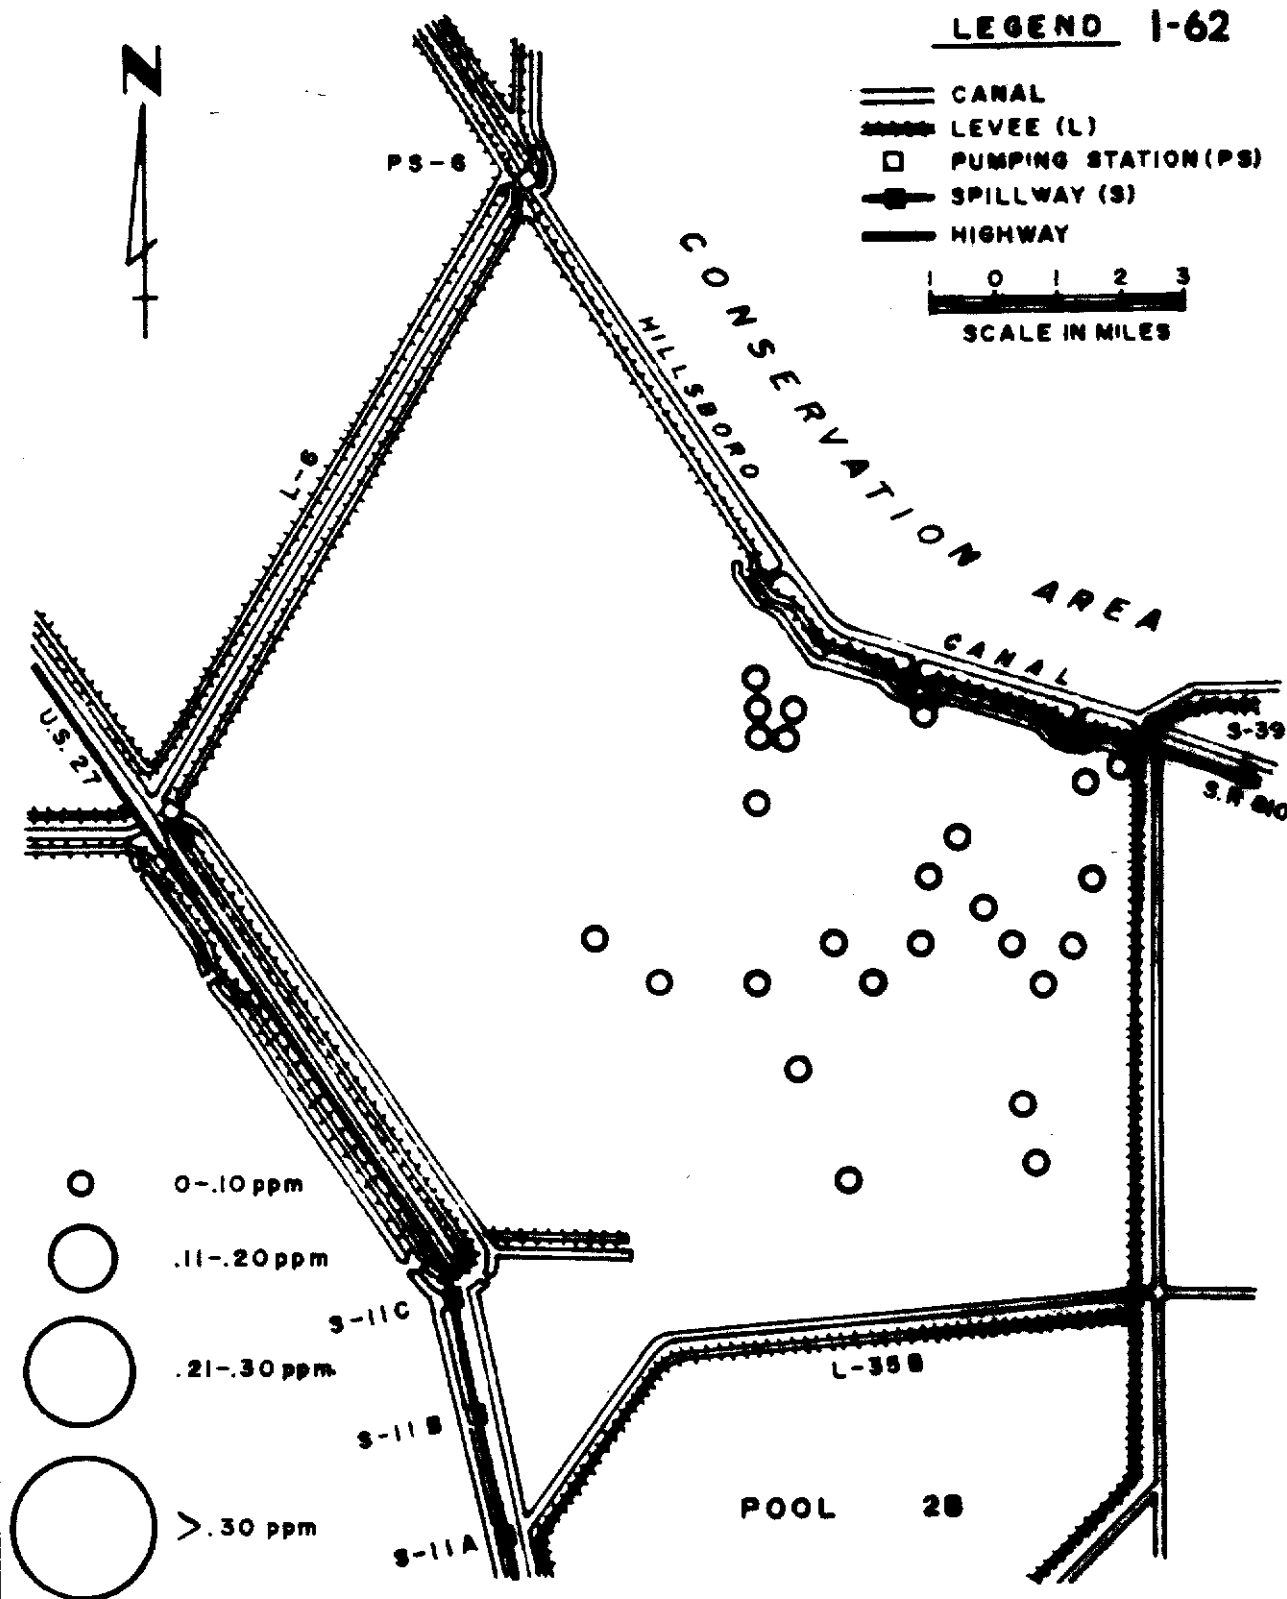 LEGEND I-62
N
CANAL
LEVEE (L)
PUMPING STATION (PS)
SPILLWAY (S)
HIGHWAY
1 0 1 2 3
SCALE IN MILES
PS-6
CONSERVATION AREA
HILLSBORO CANAL
L-6
U.S. 27
S-39
0-.10 ppm
.11-.20 ppm
.21-.30 ppm.
>.30 ppm
S-11C
S-11B
S-11A
L-35B
POOL 2B